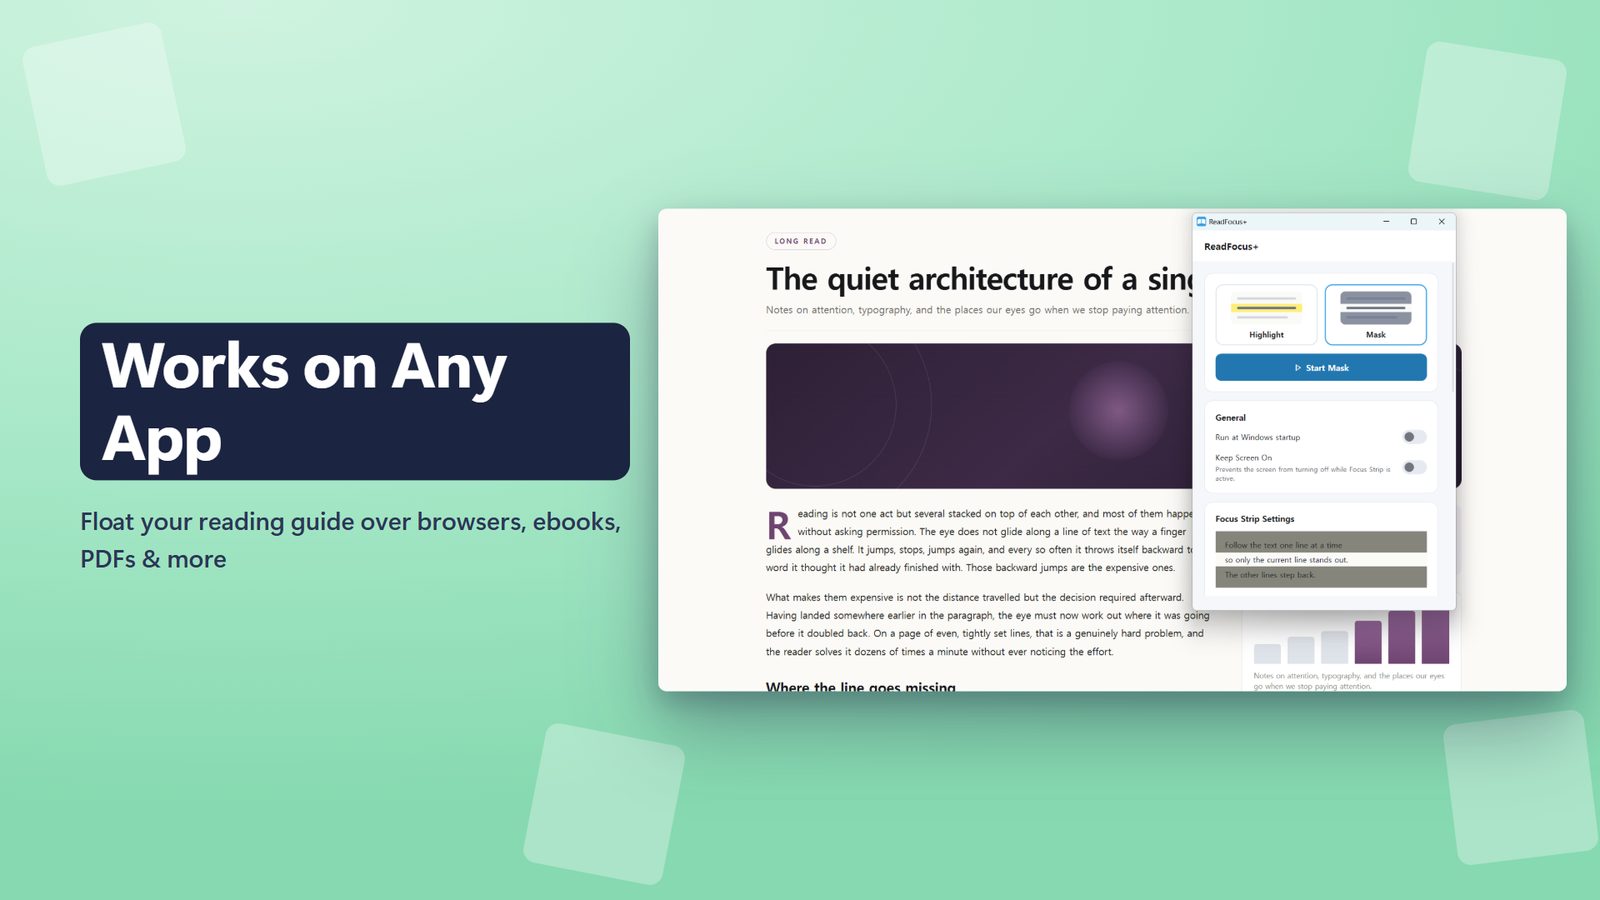 Works on Any
App
Float your reading guide over browsers, ebooks,
PDFs & more
LONG READ
The quiet architecture of a sing
Notes on attention, typography, and the places our eyes go when we stop paying attention.
R
eading is not one act but several stacked on top of each other, and most of them happe
without asking permission. The eye does not glide along a line of text the way a finger
glides along a shelf. It jumps, stops, jumps again, and every so often it throws itself backward to
word it thought it had already finished with. Those backward jumps are the expensive ones.
What makes them expensive is not the distance travelled but the decision required afterward.
Having landed somewhere earlier in the paragraph, the eye must now work out where it was going
before it doubled back. On a page of even, tightly set lines, that is a genuinely hard problem, and
the reader solves it dozens of times a minute without ever noticing the effort.
Where the line goes missing
ReadFocus+
ReadFocus+
Highlight
Mask
Start Mask
General
Run at Windows startup
Keep Screen On
Prevents the screen from turning off while Focus Strip is
active.
Focus Strip Settings
Follow the text one line at a time
so only the current line stands out.
The other lines step back.
Notes on attention, typography, and the places our eyes
go when we stop paying attention.